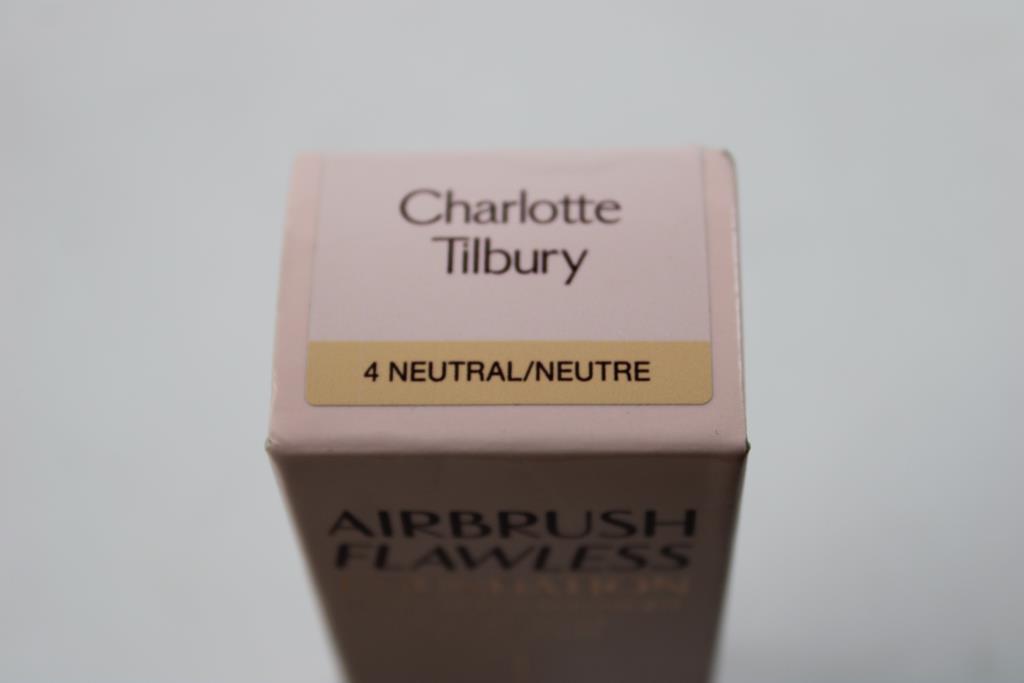 Charlotte
Tilbury
4 NEUTRAL/NEUTRE
AIRBRUSH
FLAWLESS